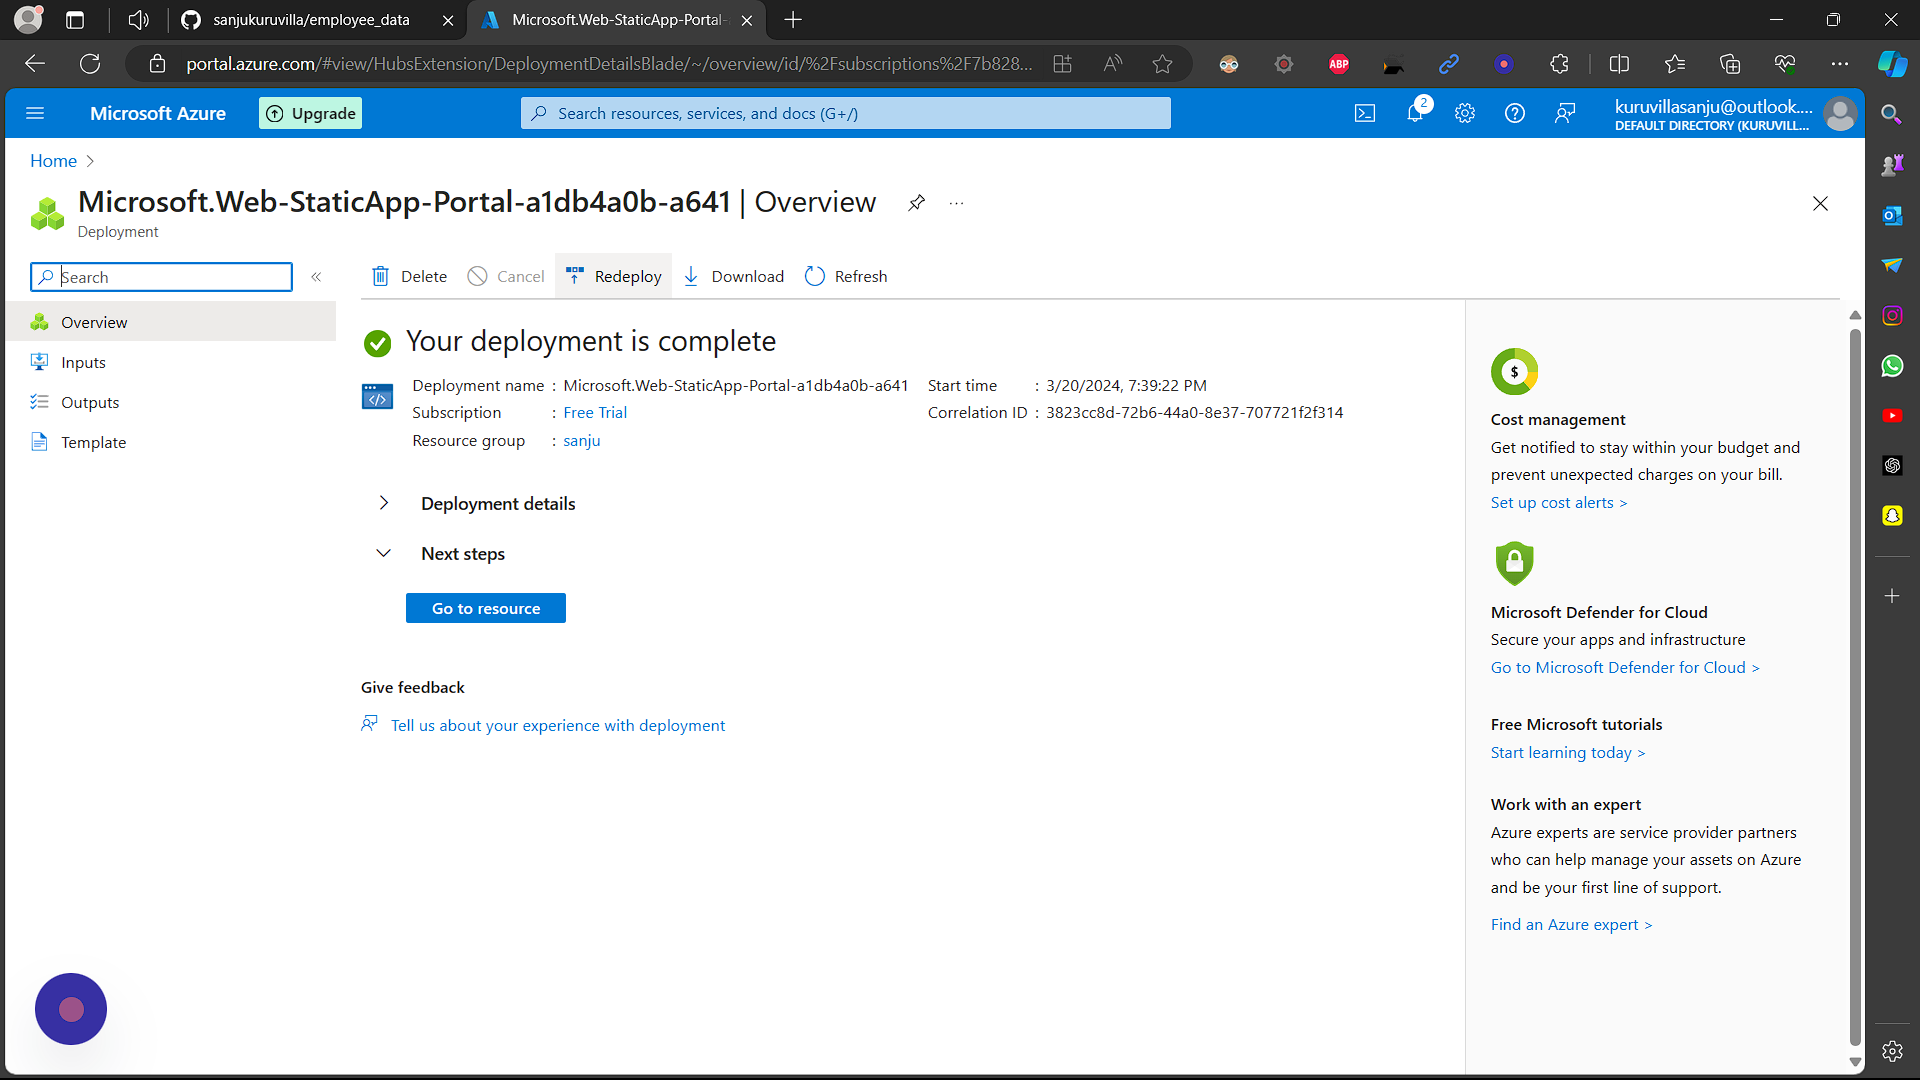 sanjukuruvilla/employee_data
Microsoft.Web-StaticApp-Portal-
portal.azure.com/#view/HubsExtension/DeploymentDetailsBlade/~/overview/id/%2Fsubscriptions%2F7b828...
ABP
Microsoft Azure
Upgrade
Search resources, services, and docs (G+/)
2
kuruvillasanju@outlook....
DEFAULT DIRECTORY (KURUVILL...
Home >
Microsoft.Web-StaticApp-Portal-a1db4a0b-a641 | Overview
Deployment
Search
Delete
Cancel
Redeploy
Download
Refresh
Overview
Inputs
Outputs
Template
Your deployment is complete
Deployment name : Microsoft.Web-StaticApp-Portal-a1db4a0b-a641
Subscription : Free Trial
Resource group : sanju
Start time : 3/20/2024, 7:39:22 PM
Correlation ID : 3823cc8d-72b6-44a0-8e37-707721f2f314
Deployment details
Next steps
Go to resource
Give feedback
Tell us about your experience with deployment
Cost management
Get notified to stay within your budget and
prevent unexpected charges on your bill.
Set up cost alerts >
Microsoft Defender for Cloud
Secure your apps and infrastructure
Go to Microsoft Defender for Cloud >
Free Microsoft tutorials
Start learning today >
Work with an expert
Azure experts are service provider partners
who can help manage your assets on Azure
and be your first line of support.
Find an Azure expert >